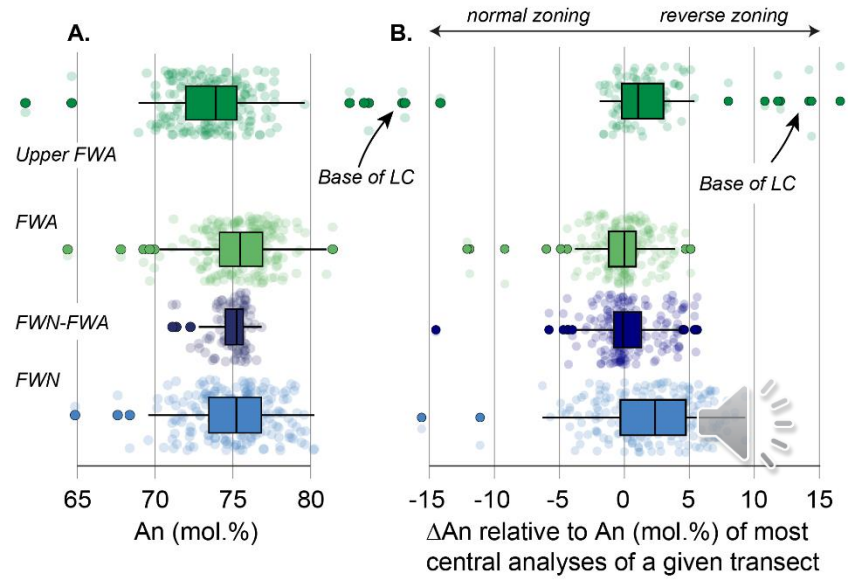 normal zoning reverse zoning
A. B.
Upper FWA
Base of LC
Base of LC
FWA
FWN-FWA
FWN
65 70 75 80 -15 -10 -5 0 5 10 15
An (mol.%)
ΔAn relative to An (mol.%) of most
central analyses of a given transect